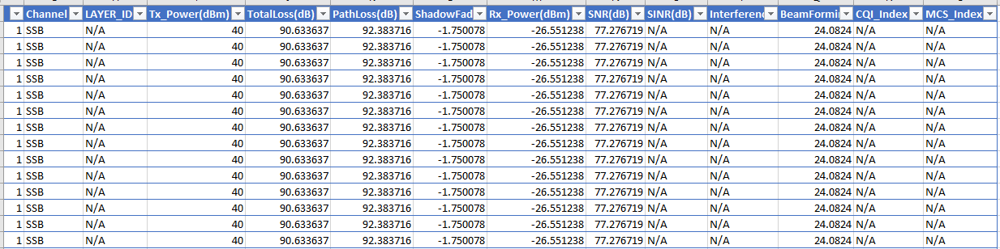 Channel LAYER_ID Tx_Power(dBm) TotalLoss(dB) PathLoss(dB) ShadowFad Rx_Power(dBm) SNR(dB) SINR(dB) Interferenc BeamFormi CQI_Index MCS_Index
1 SSB N/A 40 90.633637 92.383716 -1.750078 -26.551238 77.276719 N/A N/A 24.0824 N/A N/A
1 SSB N/A 40 90.633637 92.383716 -1.750078 -26.551238 77.276719 N/A N/A 24.0824 N/A N/A
1 SSB N/A 40 90.633637 92.383716 -1.750078 -26.551238 77.276719 N/A N/A 24.0824 N/A N/A
1 SSB N/A 40 90.633637 92.383716 -1.750078 -26.551238 77.276719 N/A N/A 24.0824 N/A N/A
1 SSB N/A 40 90.633637 92.383716 -1.750078 -26.551238 77.276719 N/A N/A 24.0824 N/A N/A
1 SSB N/A 40 90.633637 92.383716 -1.750078 -26.551238 77.276719 N/A N/A 24.0824 N/A N/A
1 SSB N/A 40 90.633637 92.383716 -1.750078 -26.551238 77.276719 N/A N/A 24.0824 N/A N/A
1 SSB N/A 40 90.633637 92.383716 -1.750078 -26.551238 77.276719 N/A N/A 24.0824 N/A N/A
1 SSB N/A 40 90.633637 92.383716 -1.750078 -26.551238 77.276719 N/A N/A 24.0824 N/A N/A
1 SSB N/A 40 90.633637 92.383716 -1.750078 -26.551238 77.276719 N/A N/A 24.0824 N/A N/A
1 SSB N/A 40 90.633637 92.383716 -1.750078 -26.551238 77.276719 N/A N/A 24.0824 N/A N/A
1 SSB N/A 40 90.633637 92.383716 -1.750078 -26.551238 77.276719 N/A N/A 24.0824 N/A N/A
1 SSB N/A 40 90.633637 92.383716 -1.750078 -26.551238 77.276719 N/A N/A 24.0824 N/A N/A
1 SSB N/A 40 90.633637 92.383716 -1.750078 -26.551238 77.276719 N/A N/A 24.0824 N/A N/A